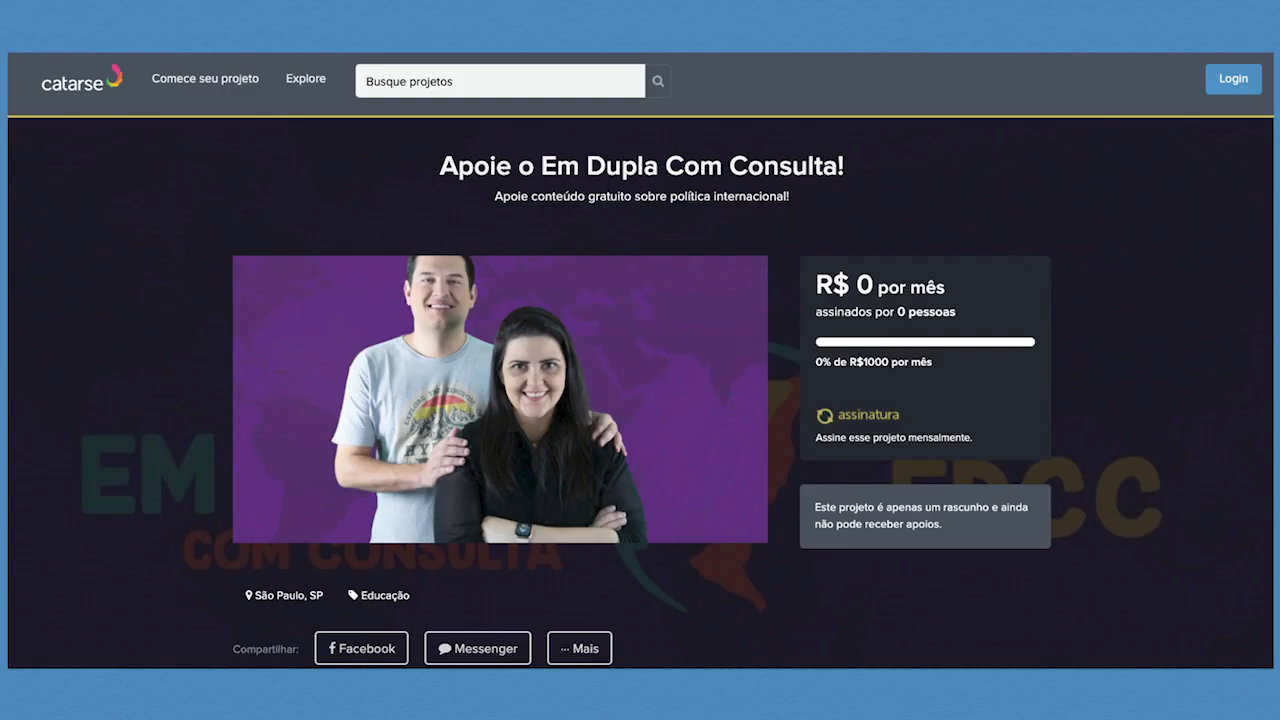 catarse
Comece seu projeto
Explore
Busque projetos
Login
Apoie o Em Dupla Com Consulta!
Apoie conteúdo gratuito sobre política internacional!
R$ 0 por mês
assinados por 0 pessoas
0% de R$1000 por mês
assinatura
Assine esse projeto mensalmente.
Este projeto é apenas um rascunho e ainda
não pode receber apoios.
EM
COM CONSULTA
EDCC
São Paulo, SP
Educação
Compartilhar:
Facebook
Messenger
··· Mais